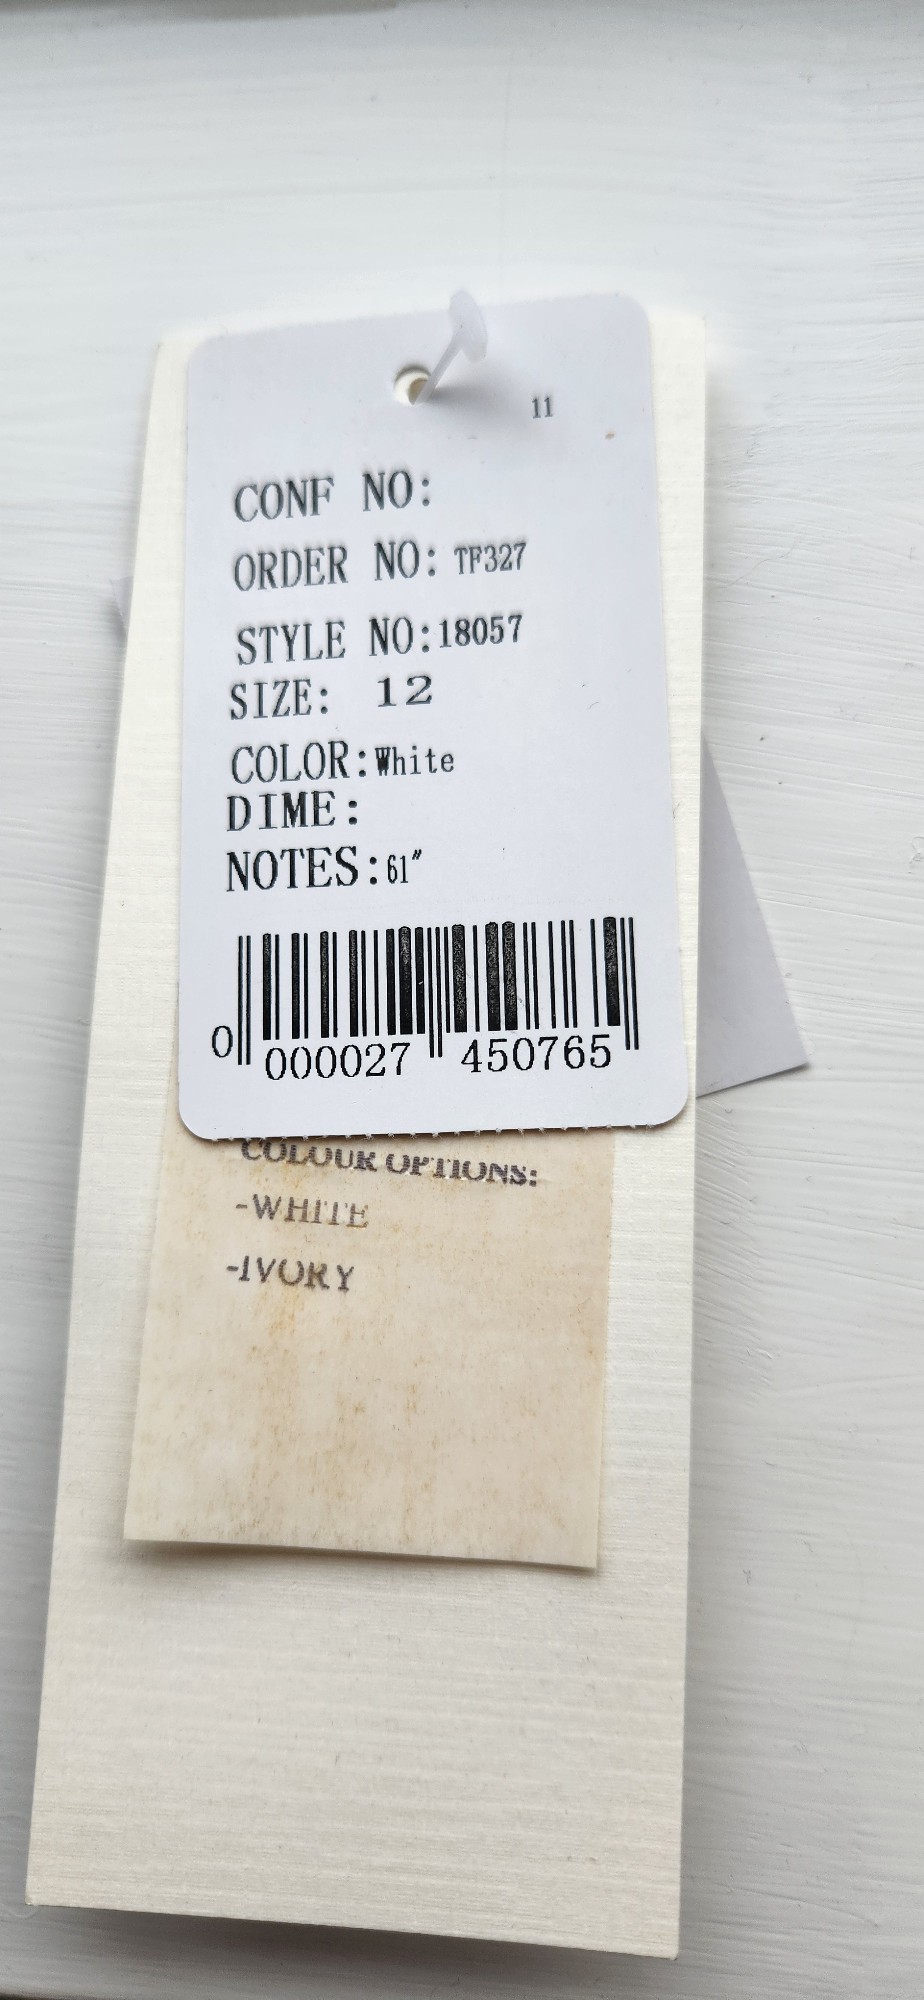 11
CONF NO:
ORDER NO: TF327
STYLE NO:18057
SIZE: 12
COLOR:White
DIME:
NOTES:61"
0 000027 450765
COLOUR OPTIONS:
-WHITE
-IVORY